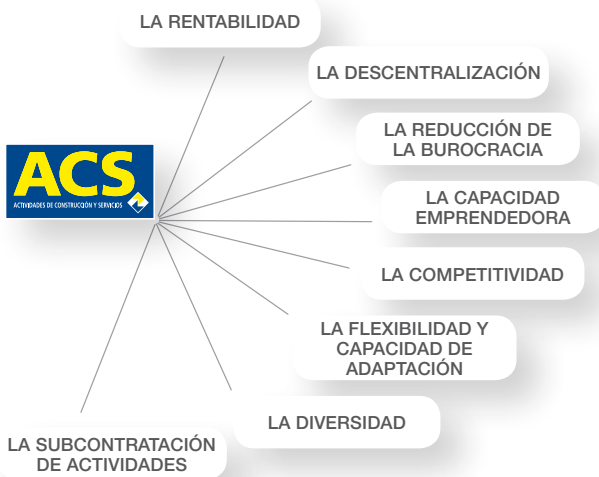 LA RENTABILIDAD
LA DESCENTRALIZACIÓN
LA REDUCCIÓN DE
LA BUROCRACIA
ACS
ACTIVIDADES DE CONSTRUCCIÓN Y SERVICIOS
LA CAPACIDAD
EMPRENDEDORA
LA COMPETITIVIDAD
LA FLEXIBILIDAD Y
CAPACIDAD DE
ADAPTACIÓN
LA DIVERSIDAD
LA SUBCONTRATACIÓN
DE ACTIVIDADES